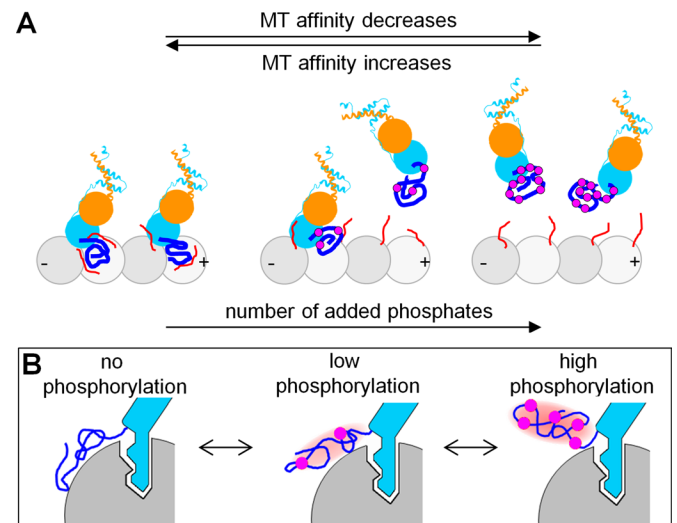 A
MT affinity decreases
MT affinity increases
- + - + - +
number of added phosphates
B
no
phosphorylation
low
phosphorylation
high
phosphorylation